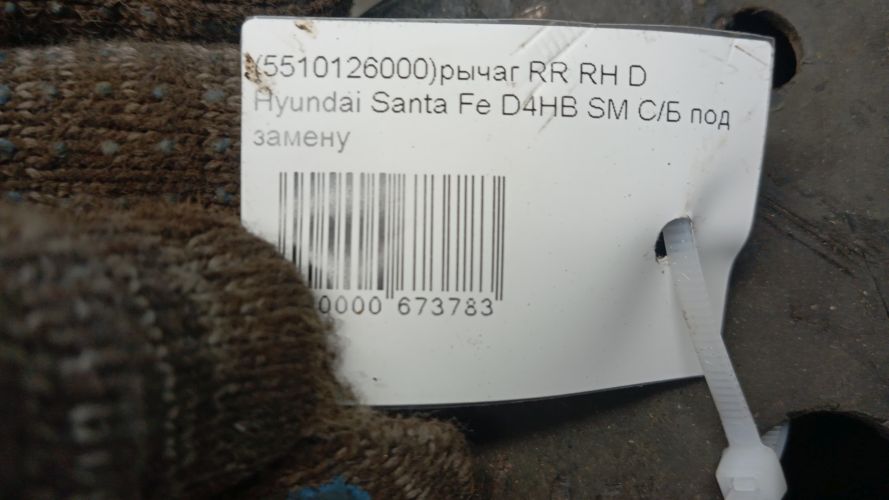 (5510126000)рычаг RR RH D
Hyundai Santa Fe D4HB SM С/Б под
замену
0000 673783